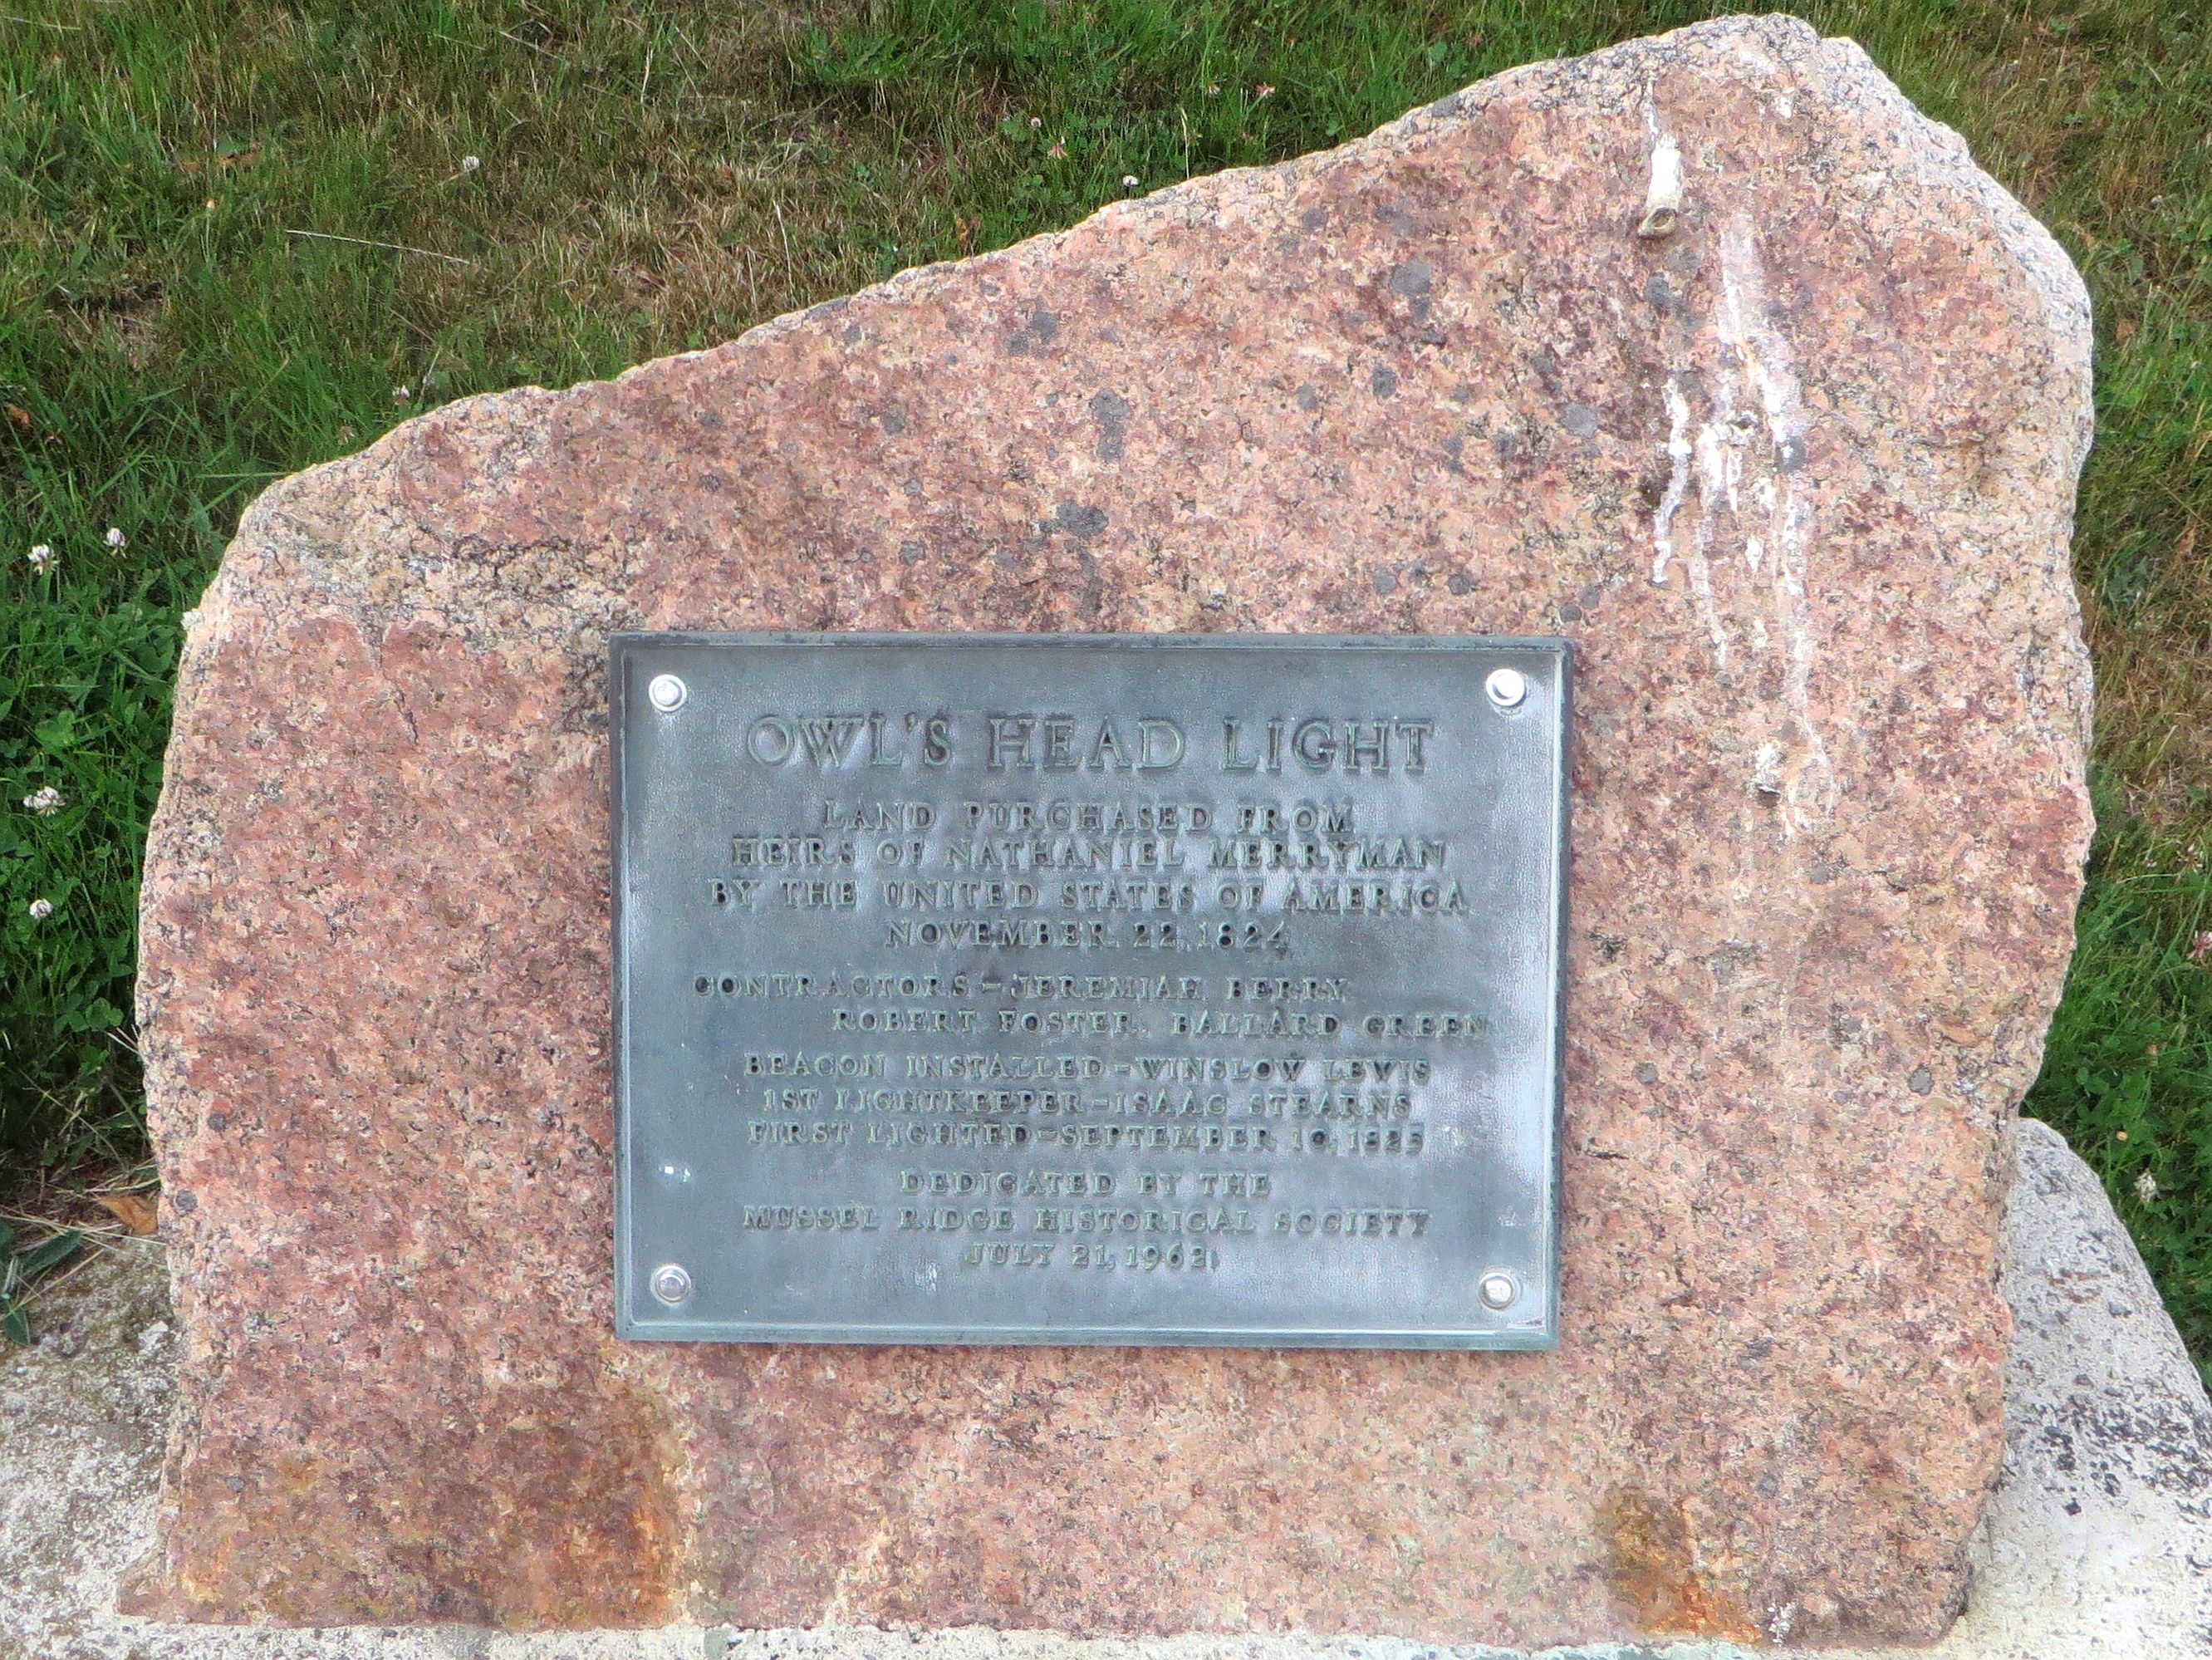 OWL'S HEAD LIGHT
LAND PURCHASED FROM
HEIRS OF NATHANIEL MERRYMAN
BY THE UNITED STATES OF AMERICA
NOVEMBER 22, 1824
CONTRACTORS – JEREMIAH BERRY
ROBERT FOSTER, BALLARD GREEN
BEACON INSTALLED – WINSLOW LEWIS
1ST LIGHTKEEPER – ISAAC STEARNS
FIRST LIGHTED – SEPTEMBER 10, 1825
DEDICATED BY THE
MUSSEL RIDGE HISTORICAL SOCIETY
JULY 21, 1962